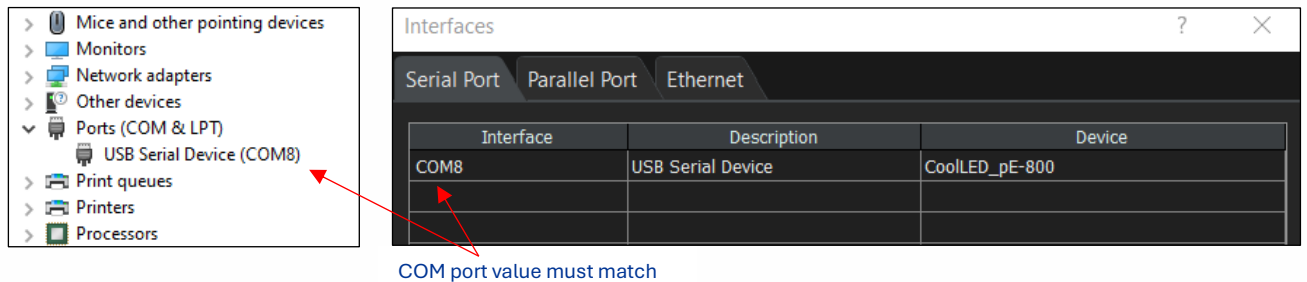 Mice and other pointing devices
Monitors
Network adapters
Other devices
Ports (COM & LPT)
USB Serial Device (COM8)
Print queues
Printers
Processors
Interfaces ?
Serial Port Parallel Port Ethernet
Interface Description Device
COM8 USB Serial Device CoolLED_pE-800
COM port value must match